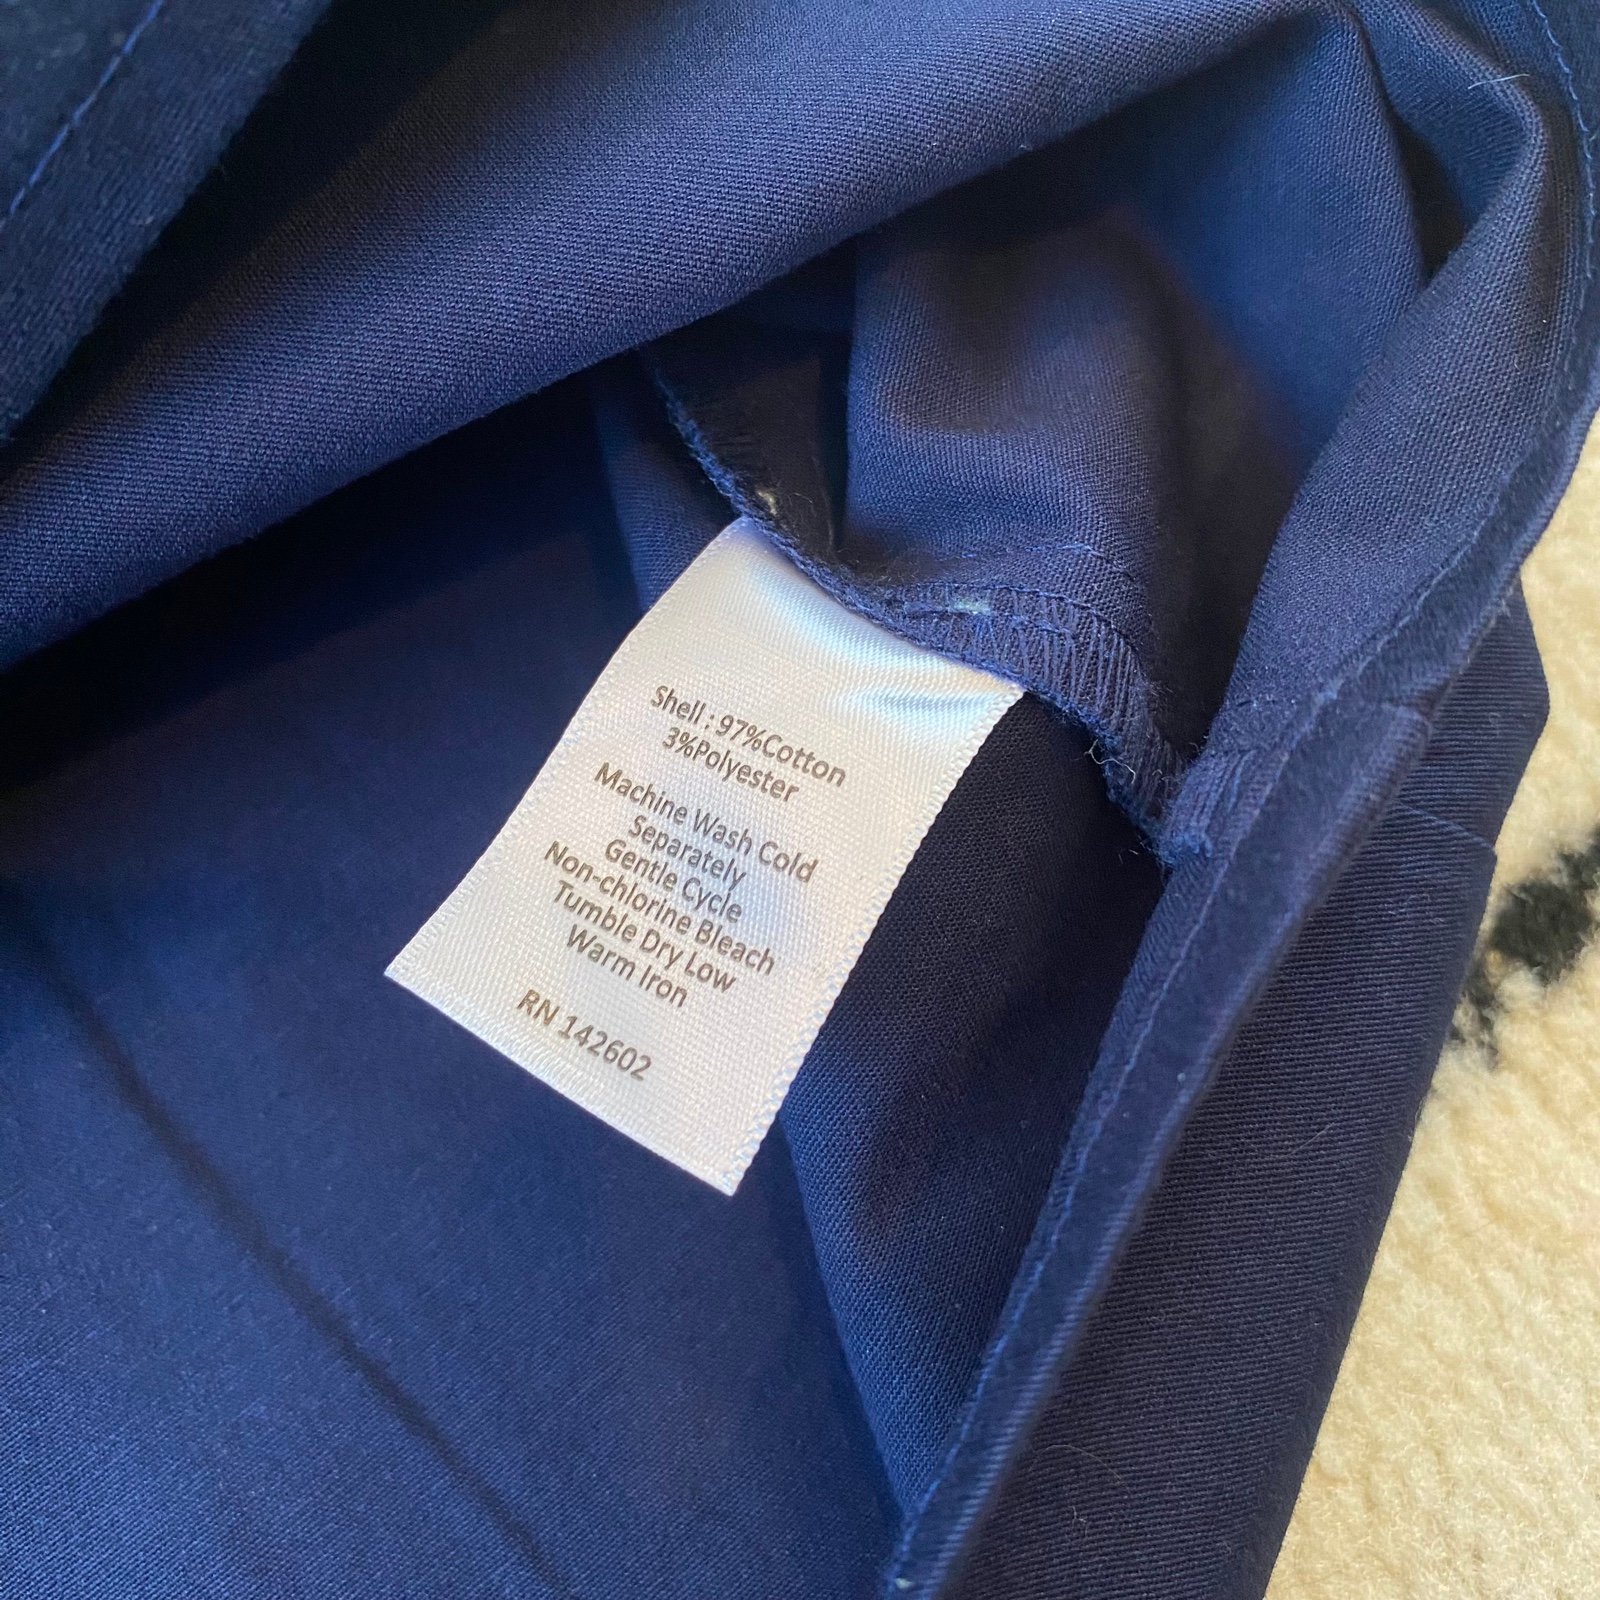 Shell : 97%Cotton
3%Polyester
Machine Wash Cold
Separately
Gentle Cycle
Non-chlorine Bleach
Tumble Dry Low
Warm Iron
RN 142602